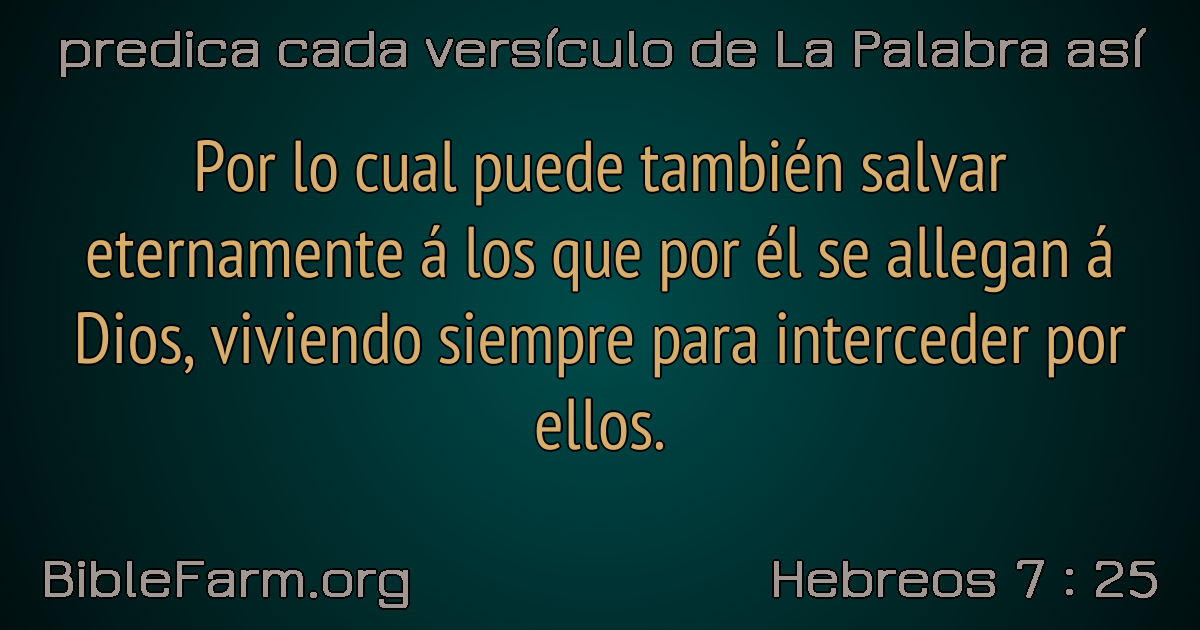 predica cada versículo de La Palabra así
Por lo cual puede también salvar
eternamente á los que por él se allegan á
Dios, viviendo siempre para interceder por
ellos.
BibleFarm.org
Hebreos 7 : 25